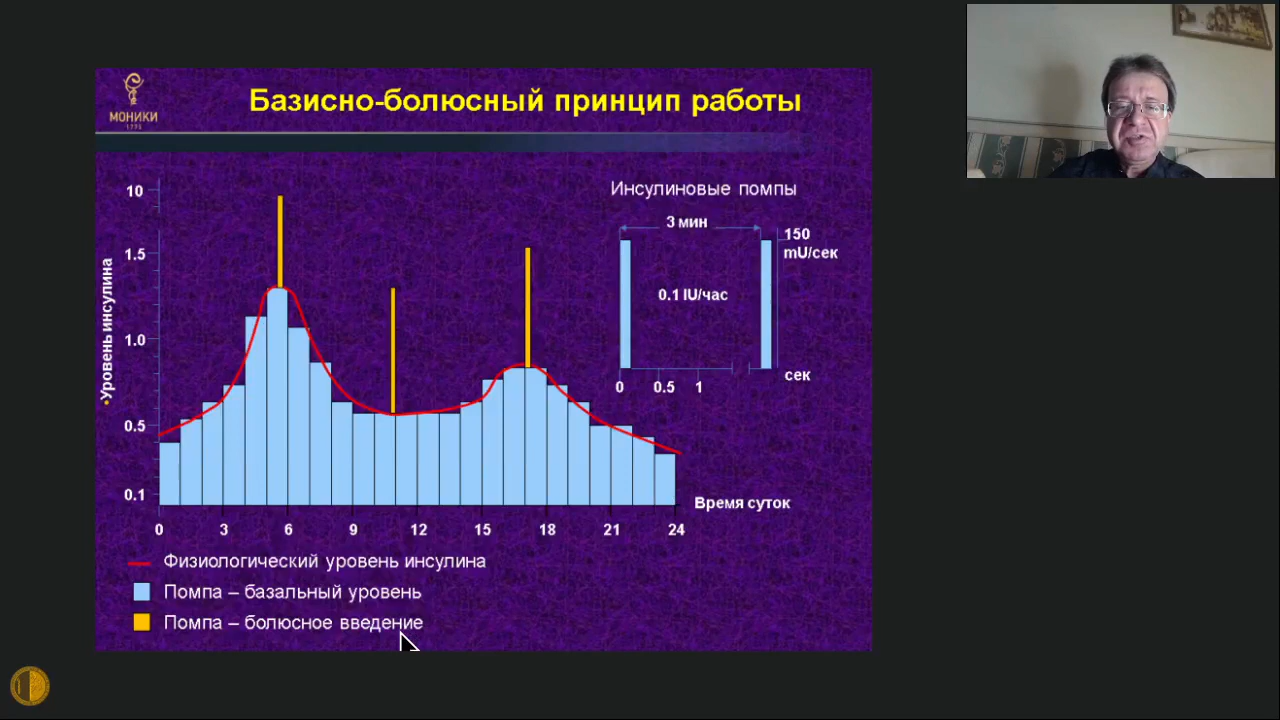 МОНИКИ
1775
Базисно-болюсный принцип работы
Инсулиновые помпы
3 мин
150
mU/сек
0.1 IU/час
сек
0 0.5 1
•Уровень инсулина
10
1.5
1.0
0.5
0.1
Время суток
0 3 6 9 12 15 18 21 24
Физиологический уровень инсулина
Помпа – базальный уровень
Помпа – болюсное введение